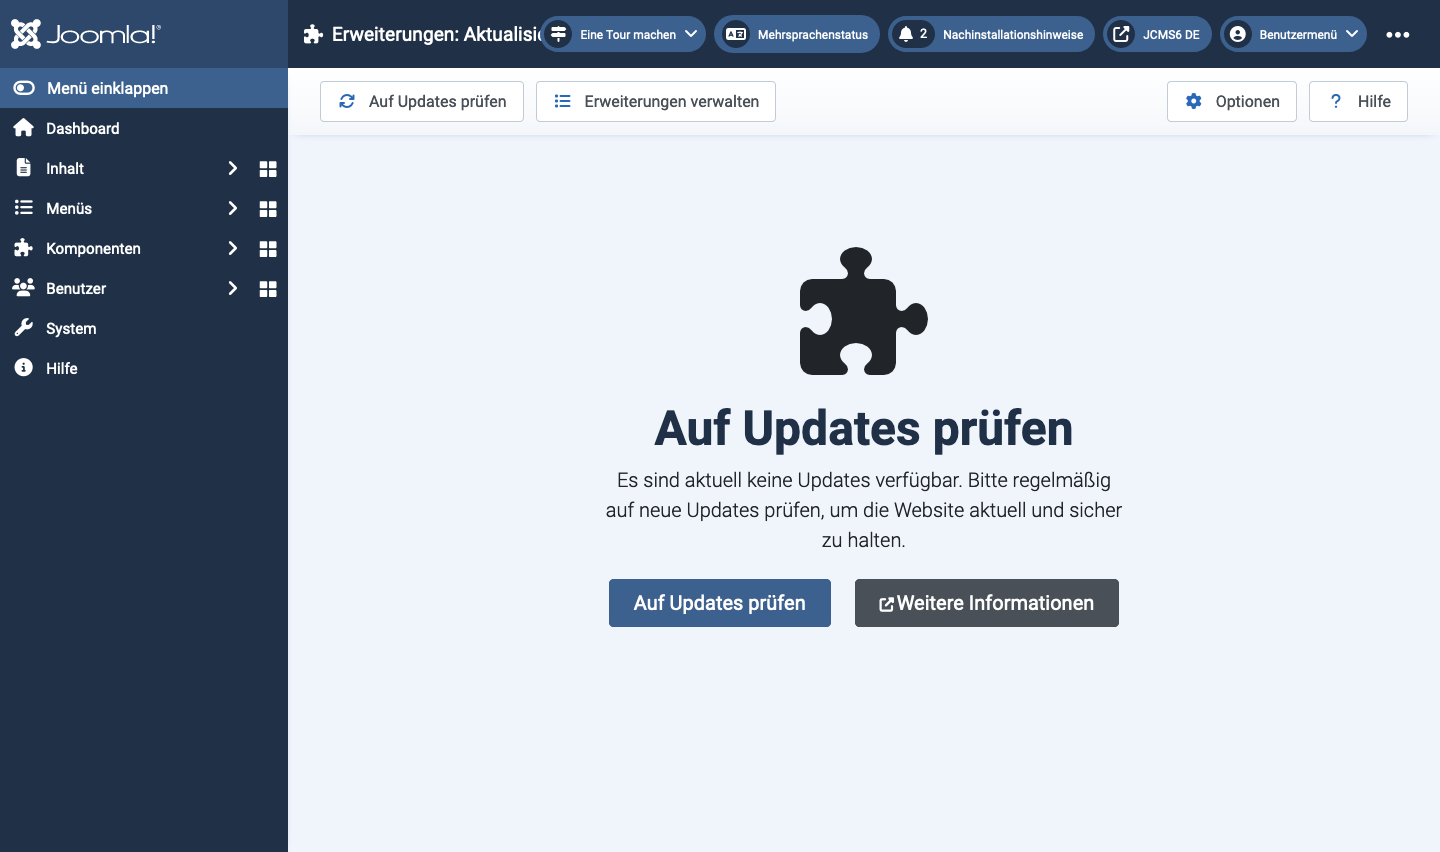 Joomla!®
Erweiterungen: Aktualisi
Eine Tour machen
Mehrsprachenstatus
2
Nachinstallationshinweise
JCMS6 DE
Benutzermenü
Menü einklappen
Dashboard
Inhalt
Menüs
Komponenten
Benutzer
System
Hilfe
Auf Updates prüfen
Erweiterungen verwalten
Optionen
? Hilfe
Auf Updates prüfen
Es sind aktuell keine Updates verfügbar. Bitte regelmäßig
auf neue Updates prüfen, um die Website aktuell und sicher
zu halten.
Auf Updates prüfen
Weitere Informationen